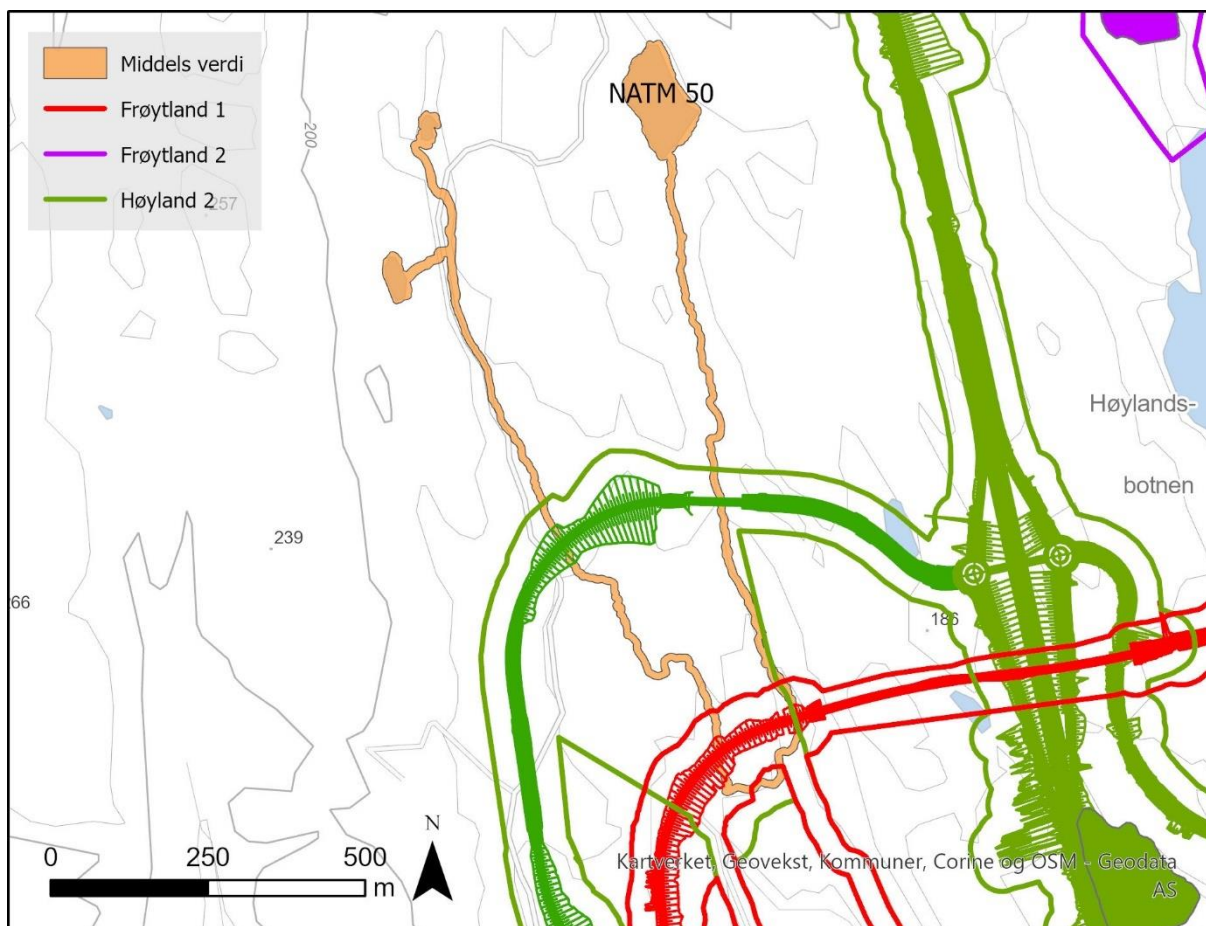 Middels verdi
Frøytland 1
Frøytland 2
Høyland 2
NATM 50
200
257
Høylands-
botnen
239
266
186
0 250 500
m
N
Kartverket, Geovekst, Kommuner, Corine og OSM - Geodata
AS